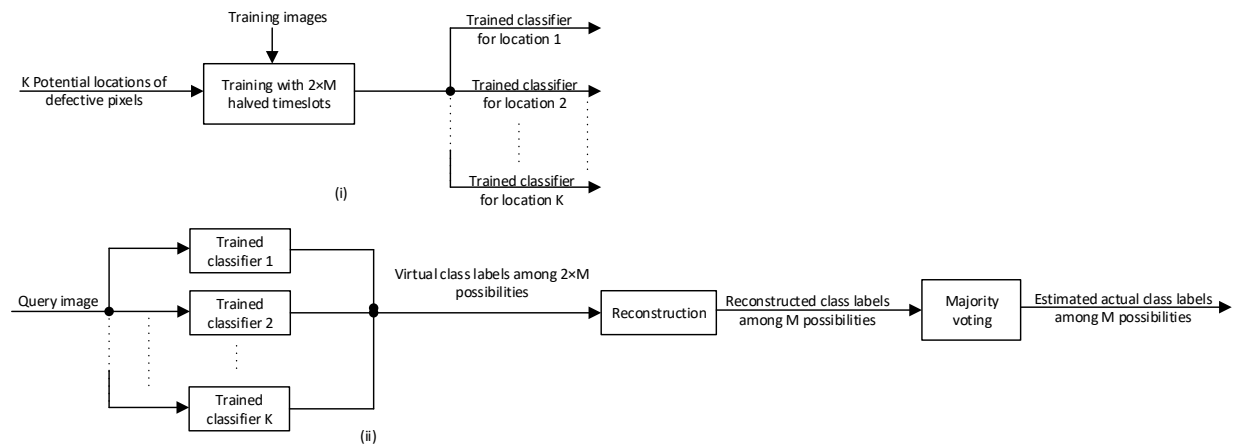 Training images
K Potential locations of
defective pixels
Training with 2×M
halved timeslots
Trained classifier
for location 1
Trained classifier
for location 2
Trained classifier
for location K
(i)
Query image
Trained
classifier 1
Trained
classifier 2
Trained
classifier K
Virtual class labels among 2×M
possibilities
Reconstruction
Reconstructed class labels
among M possibilities
Majority
voting
Estimated actual class labels
among M possibilities
(ii)